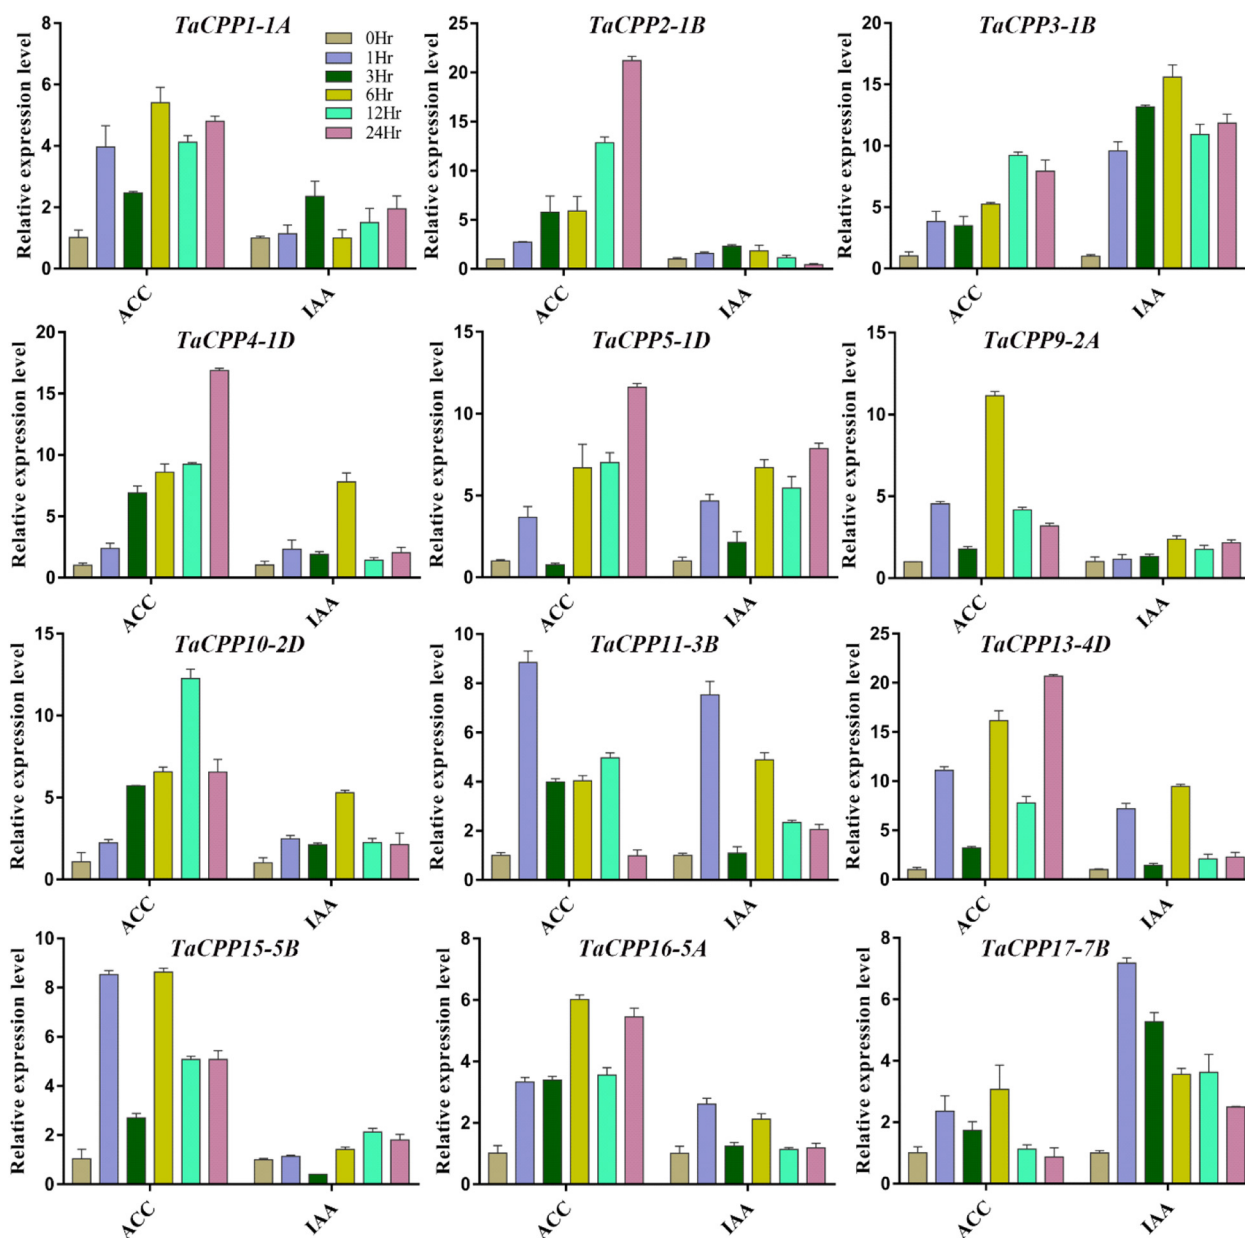 TaCPP1-1A
Relative expression level
8
6
4
2
0
0Hr
1Hr
3Hr
6Hr
12Hr
24Hr
ACC
IAA
TaCPP2-1B
Relative expression level
25
20
15
10
5
0
ACC
IAA
TaCPP3-1B
Relative expression level
20
15
10
5
0
ACC
IAA
TaCPP4-1D
Relative expression level
20
15
10
5
0
ACC
IAA
TaCPP5-1D
Relative expression level
15
10
5
0
ACC
IAA
TaCPP9-2A
Relative expression level
15
10
5
0
ACC
IAA
TaCPP10-2D
Relative expression level
15
10
5
0
ACC
IAA
TaCPP11-3B
Relative expression level
10
8
6
4
2
0
ACC
IAA
TaCPP13-4D
Relative expression level
25
20
15
10
5
0
ACC
IAA
TaCPP15-5B
Relative expression level
10
8
6
4
2
0
ACC
IAA
TaCPP16-5A
Relative expression level
8
6
4
2
0
ACC
IAA
TaCPP17-7B
Relative expression level
8
6
4
2
0
ACC
IAA